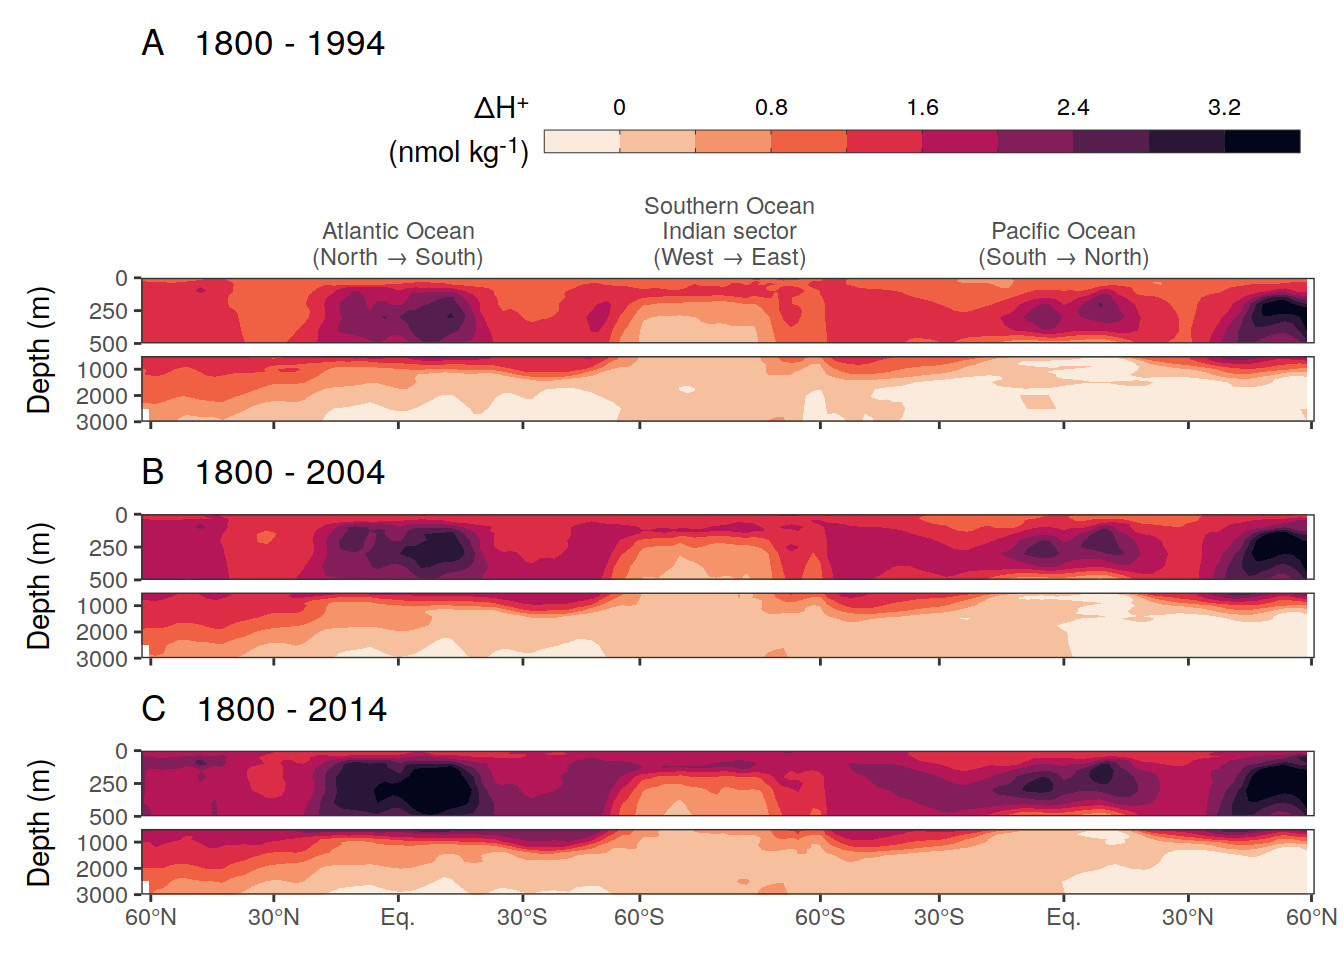 A 1800 - 1994
ΔH⁺
(nmol kg⁻¹)
0 0.8 1.6 2.4 3.2
Atlantic Ocean
(North → South)
Southern Ocean
Indian sector
(West → East)
Pacific Ocean
(South → North)
Depth (m)
0
250
500
1000
2000
3000
B 1800 - 2004
Depth (m)
0
250
500
1000
2000
3000
C 1800 - 2014
Depth (m)
0
250
500
1000
2000
3000
60°N 30°N Eq. 30°S 60°S 60°S 30°S Eq. 30°N 60°N